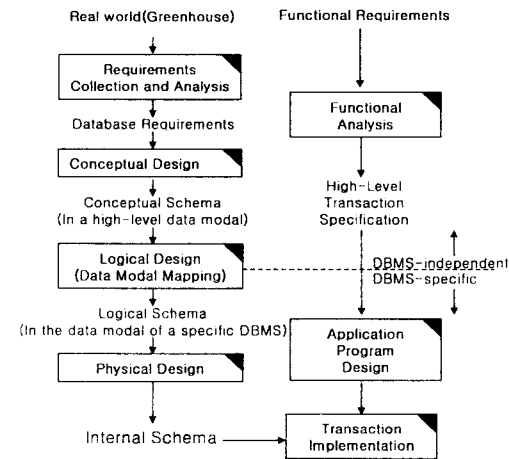 Real world(Greenhouse)
Functional Requirements
Requirements
Collection and Analysis
Functional
Analysis
Database Requirements
Conceptual Design
Conceptual Schema
(In a high-level data modal)
High-Level
Transaction
Specification
Logical Design
(Data Modal Mapping)
DBMS-independent
DBMS-specific
Logical Schema
(In the data modal of a specific DBMS)
Application
Program
Design
Physical Design
Internal Schema
Transaction
Implementation